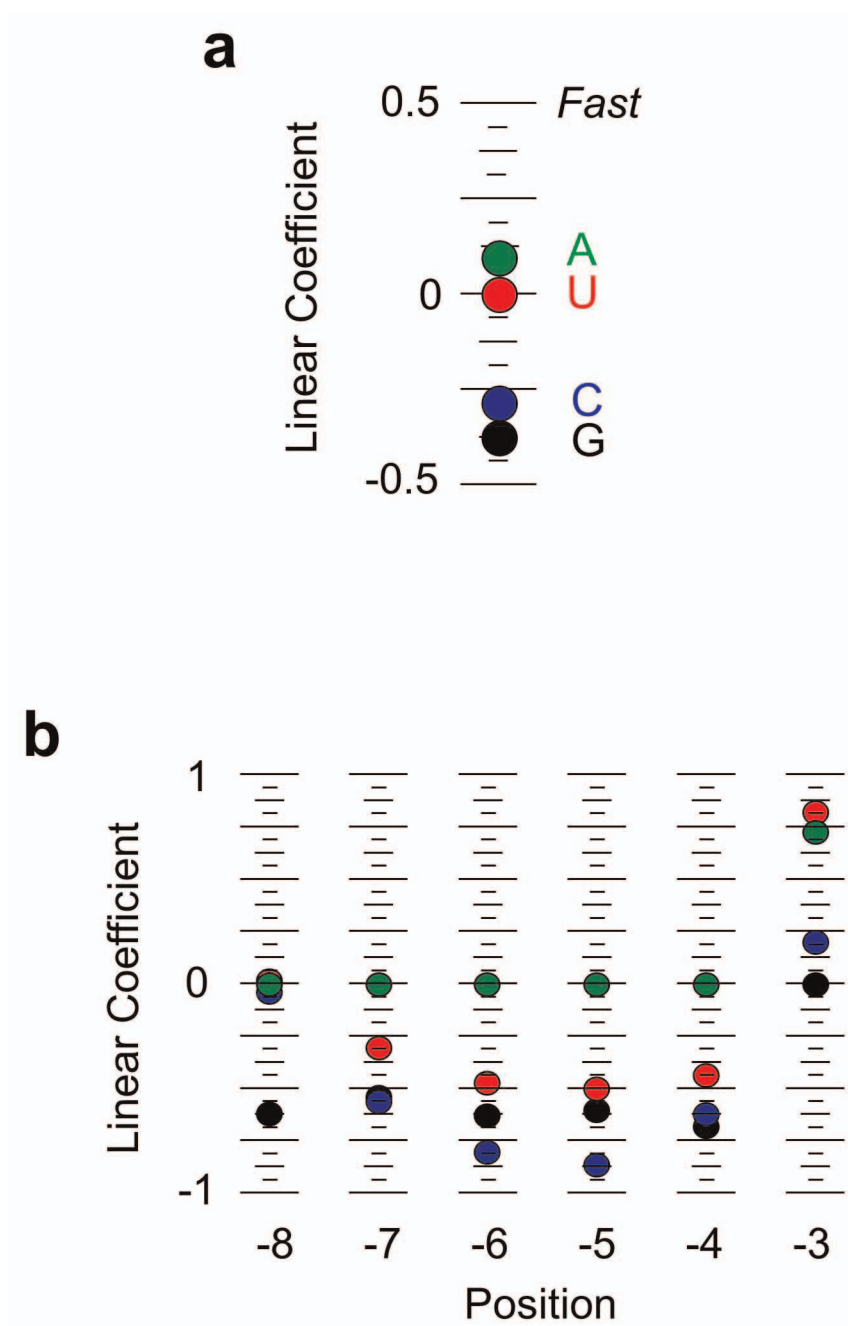 a
Linear Coefficient
0.5
Fast
A
0
U
C
G
-0.5
b
Linear Coefficient
1
0
-1
-8 -7 -6 -5 -4 -3
Position